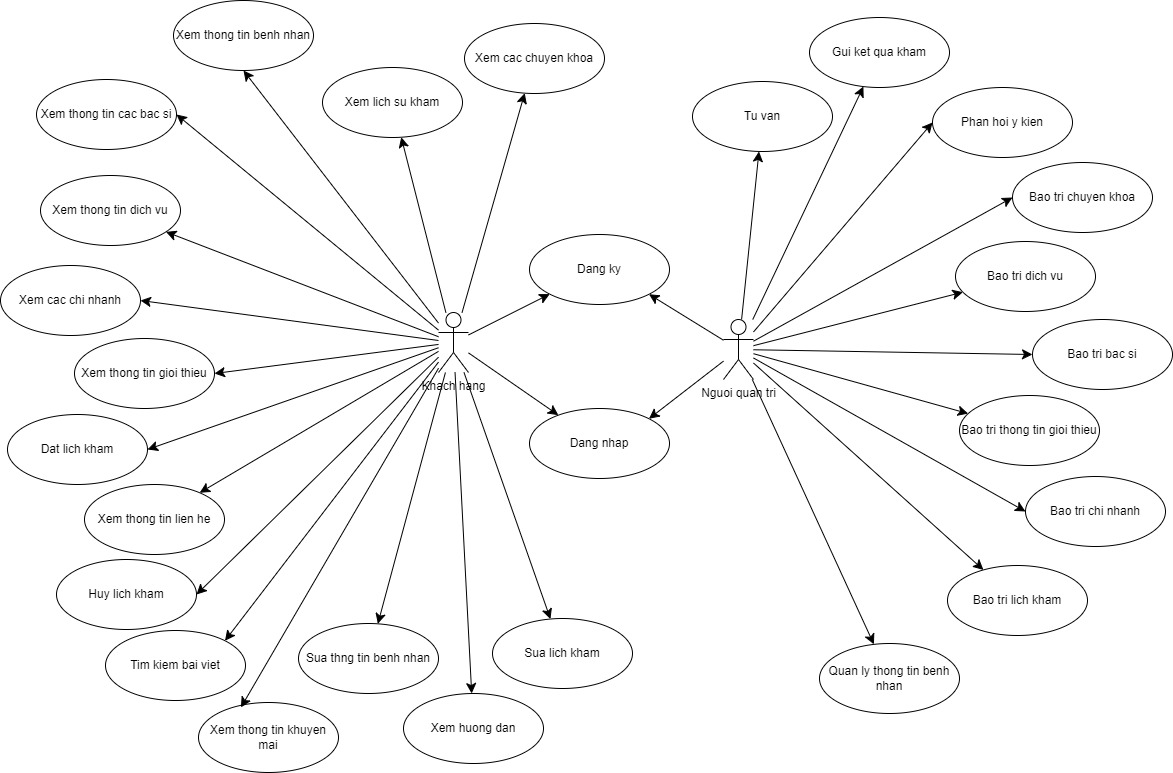 Xem thong tin benh nhan
Xem cac chuyen khoa
Gui ket qua kham
Xem lich su kham
Xem thong tin cac bac si
Tu van
Phan hoi y kien
Bao tri chuyen khoa
Xem thong tin dich vu
Dang ky
Bao tri dich vu
Xem cac chi nhanh
Bao tri bac si
Xem thong tin gioi thieu
Khach hang
Nguoi quan tri
Bao tri thong tin gioi thieu
Dat lich kham
Dang nhap
Bao tri chi nhanh
Xem thong tin lien he
Huy lich kham
Bao tri lich kham
Tim kiem bai viet
Sua thng tin benh nhan
Sua lich kham
Quan ly thong tin benh
nhan
Xem thong tin khuyen
mai
Xem huong dan